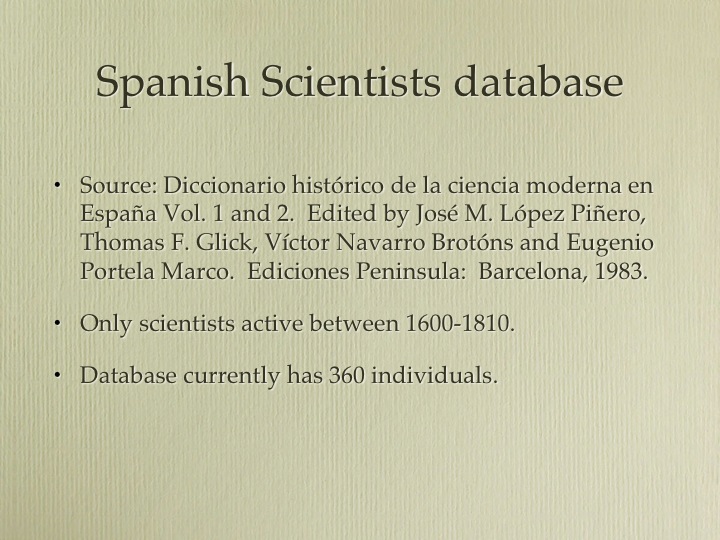 Spanish Scientists database
• Source: Diccionario histórico de la ciencia moderna en
España Vol. 1 and 2.  Edited by José M. López Piñero,
Thomas F. Glick, Víctor Navarro Brotóns and Eugenio
Portela Marco.  Ediciones Peninsula:  Barcelona, 1983.
• Only scientists active between 1600-1810.
• Database currently has 360 individuals.